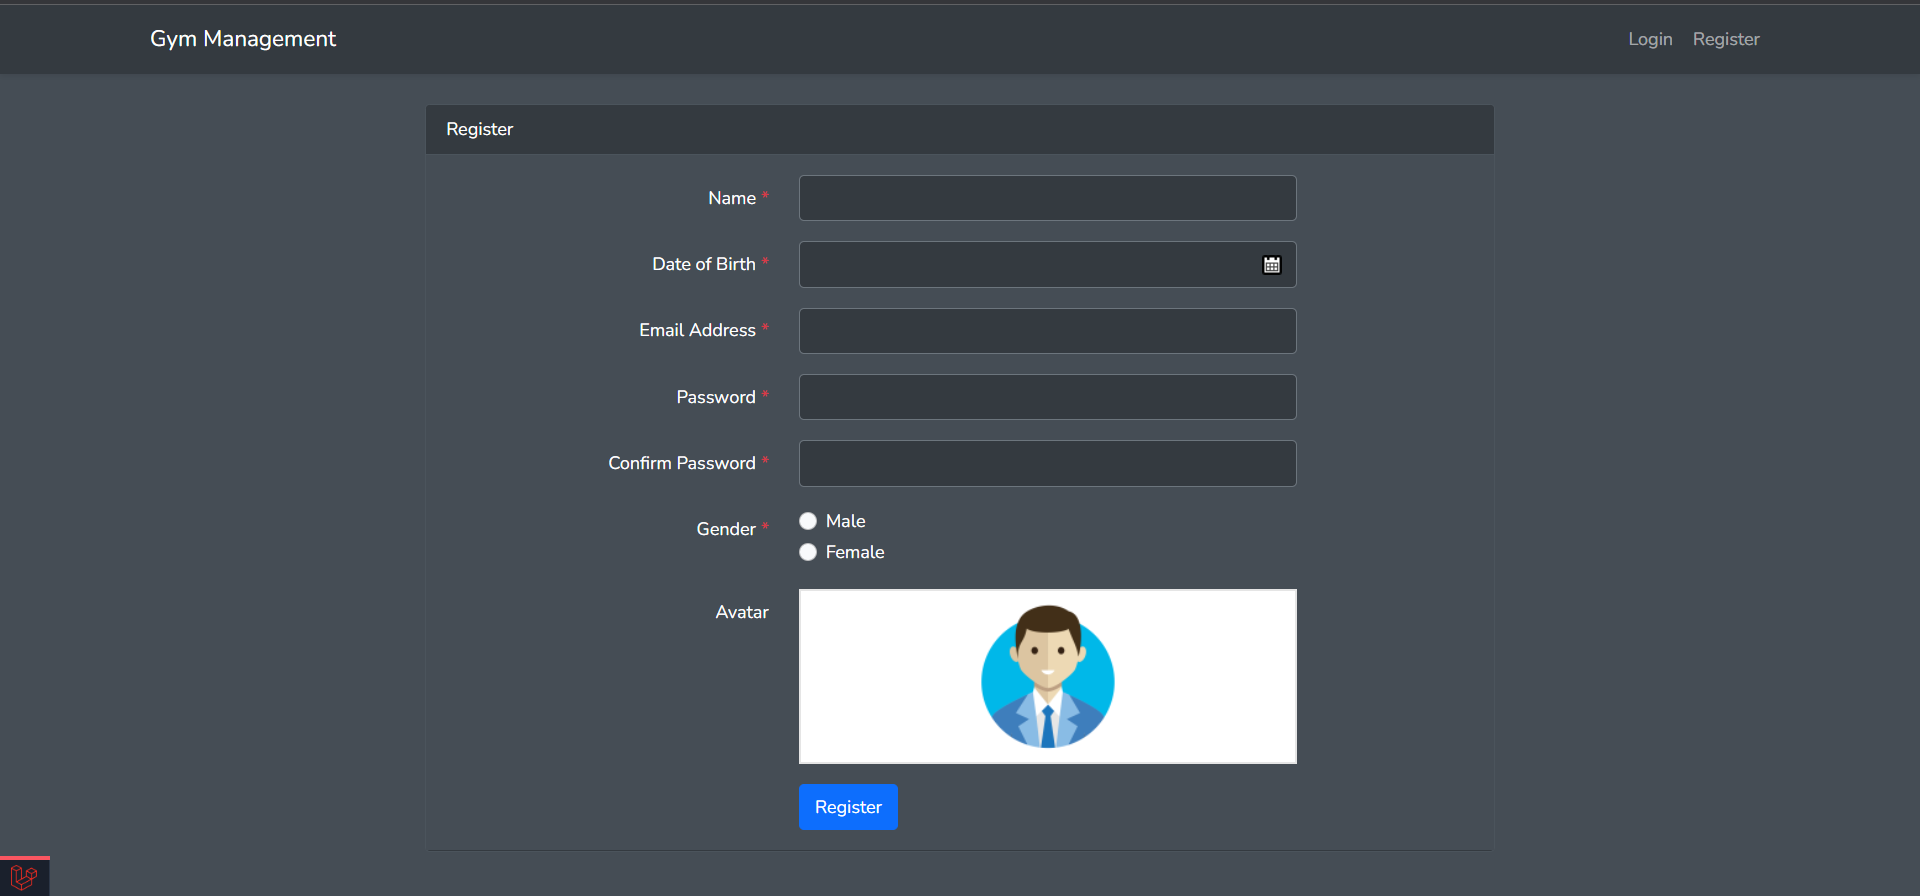 Gym Management
Login Register
Register
Name *
Date of Birth *
Email Address *
Password *
Confirm Password *
Gender *
Male
Female
Avatar
Register